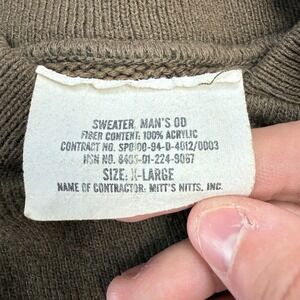 SWEATER, MAN'S OD
FIBER CONTENT: 100% ACRYLIC
CONTRACT NO. SPO100-94-D-4012/0003
NSN NO. 8405-01-224-9067
SIZE: X-LARGE
NAME OF CONTRACTOR: MITT'S NITTS, INC.